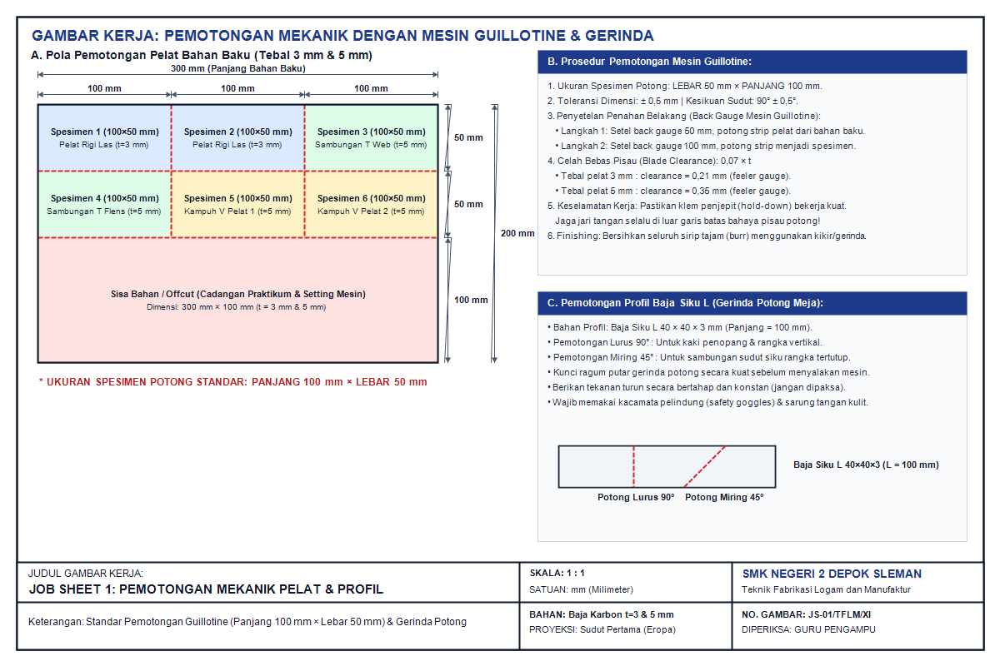 GAMBAR KERJA: PEMOTONGAN MEKANIK DENGAN MESIN GUILLOTINE & GERINDA
A. Pola Pemotongan Pelat Bahan Baku (Tebal 3 mm & 5 mm)
300 mm (Panjang Bahan Baku)
100 mm
100 mm
100 mm
Spesimen 1 (100×50 mm)
Pelat Rigi Las (t=3 mm)
Spesimen 2 (100×50 mm)
Pelat Rigi Las (t=3 mm)
Spesimen 3 (100×50 mm)
Sambungan T Web (t=5 mm)
50 mm
Spesimen 4 (100×50 mm)
Sambungan T Flens (t=5 mm)
Spesimen 5 (100×50 mm)
Kampuh V Pelat 1 (t=5 mm)
Spesimen 6 (100×50 mm)
Kampuh V Pelat 2 (t=5 mm)
50 mm
200 mm
Sisa Bahan / Offcut (Cadangan Praktikum & Setting Mesin)
Dimensi: 300 mm × 100 mm (t = 3 mm & 5 mm)
100 mm
* UKURAN SPESIMEN POTONG STANDAR: PANJANG 100 mm × LEBAR 50 mm
B. Prosedur Pemotongan Mesin Guillotine:
1. Ukuran Spesimen Potong: LEBAR 50 mm × PANJANG 100 mm.
2. Toleransi Dimensi: ± 0,5 mm | Kesikuan Sudut: 90° ± 0,5°.
3. Penyetelan Penahan Belakang (Back Gauge Mesin Guillotine):
• Langkah 1: Setel back gauge 50 mm, potong strip pelat dari bahan baku.
• Langkah 2: Setel back gauge 100 mm, potong strip menjadi spesimen.
4. Celah Bebas Pisau (Blade Clearance): 0,07 × t
• Tebal pelat 3 mm : clearance = 0,21 mm (feeler gauge).
• Tebal pelat 5 mm : clearance = 0,35 mm (feeler gauge).
5. Keselamatan Kerja: Pastikan klem penjepit (hold-down) bekerja kuat.
Jaga jari tangan selalu di luar garis batas bahaya pisau potong!
6. Finishing: Bersihkan seluruh sirip tajam (burr) menggunakan kikir/gerinda.
C. Pemotongan Profil Baja Siku L (Gerinda Potong Meja):
• Bahan Profil: Baja Siku L 40 × 40 × 3 mm (Panjang = 100 mm).
• Pemotongan Lurus 90° : Untuk kaki penopang & rangka vertikal.
• Pemotongan Miring 45° : Untuk sambungan sudut siku rangka tertutup.
• Kunci ragum putar gerinda potong secara kuat sebelum menyalakan mesin.
• Berikan tekanan turun secara bertahap dan konstan (jangan dipaksa).
• Wajib memakai kacamata pelindung (safety goggles) & sarung tangan kulit.
Baja Siku L 40×40×3 (L = 100 mm)
Potong Lurus 90°
Potong Miring 45°
JUDUL GAMBAR KERJA:
JOB SHEET 1: PEMOTONGAN MEKANIK PELAT & PROFIL
SKALA: 1 : 1
SATUAN: mm (Milimeter)
SMK NEGERI 2 DEPOK SLEMAN
Teknik Fabrikasi Logam dan Manufaktur
Keterangan: Standar Pemotongan Guillotine (Panjang 100 mm × Lebar 50 mm) & Gerinda Potong
BAHAN: Baja Karbon t=3 & 5 mm
PROYEKSI: Sudut Pertama (Eropa)
NO. GAMBAR: JS-01/TFLM/XI
DIPERIKSA: GURU PENGAMPU